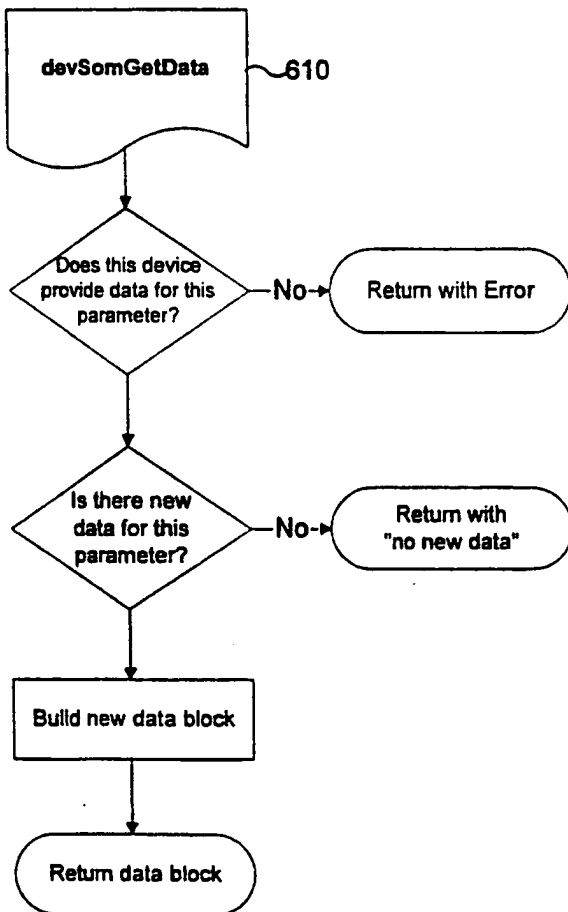 devSomGetData
610
Does this device
provide data for this
parameter?
No
Return with Error
Is there new
data for this
parameter?
No
Return with
"no new data"
Build new data block
Return data block